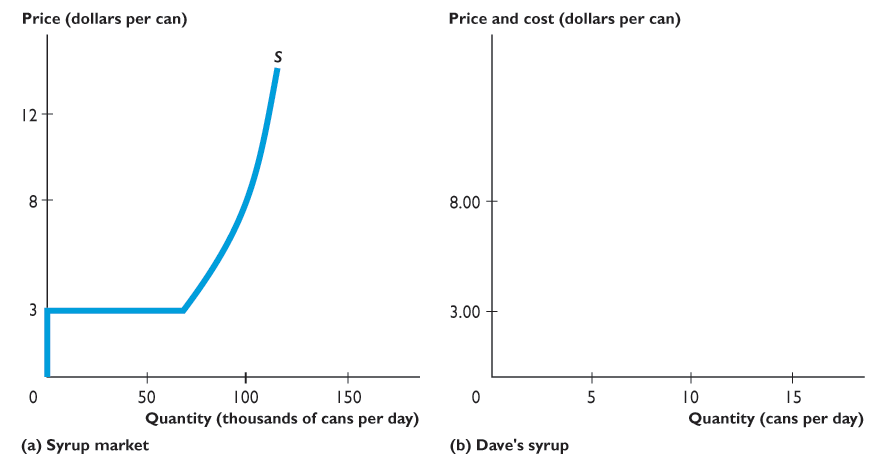 Price (dollars per can)
S
12
8
3
0
50
100
150
Quantity (thousands of cans per day)
(a) Syrup market
Price and cost (dollars per can)
8.00
3.00
0
5
10
15
Quantity (cans per day)
(b) Dave's syrup